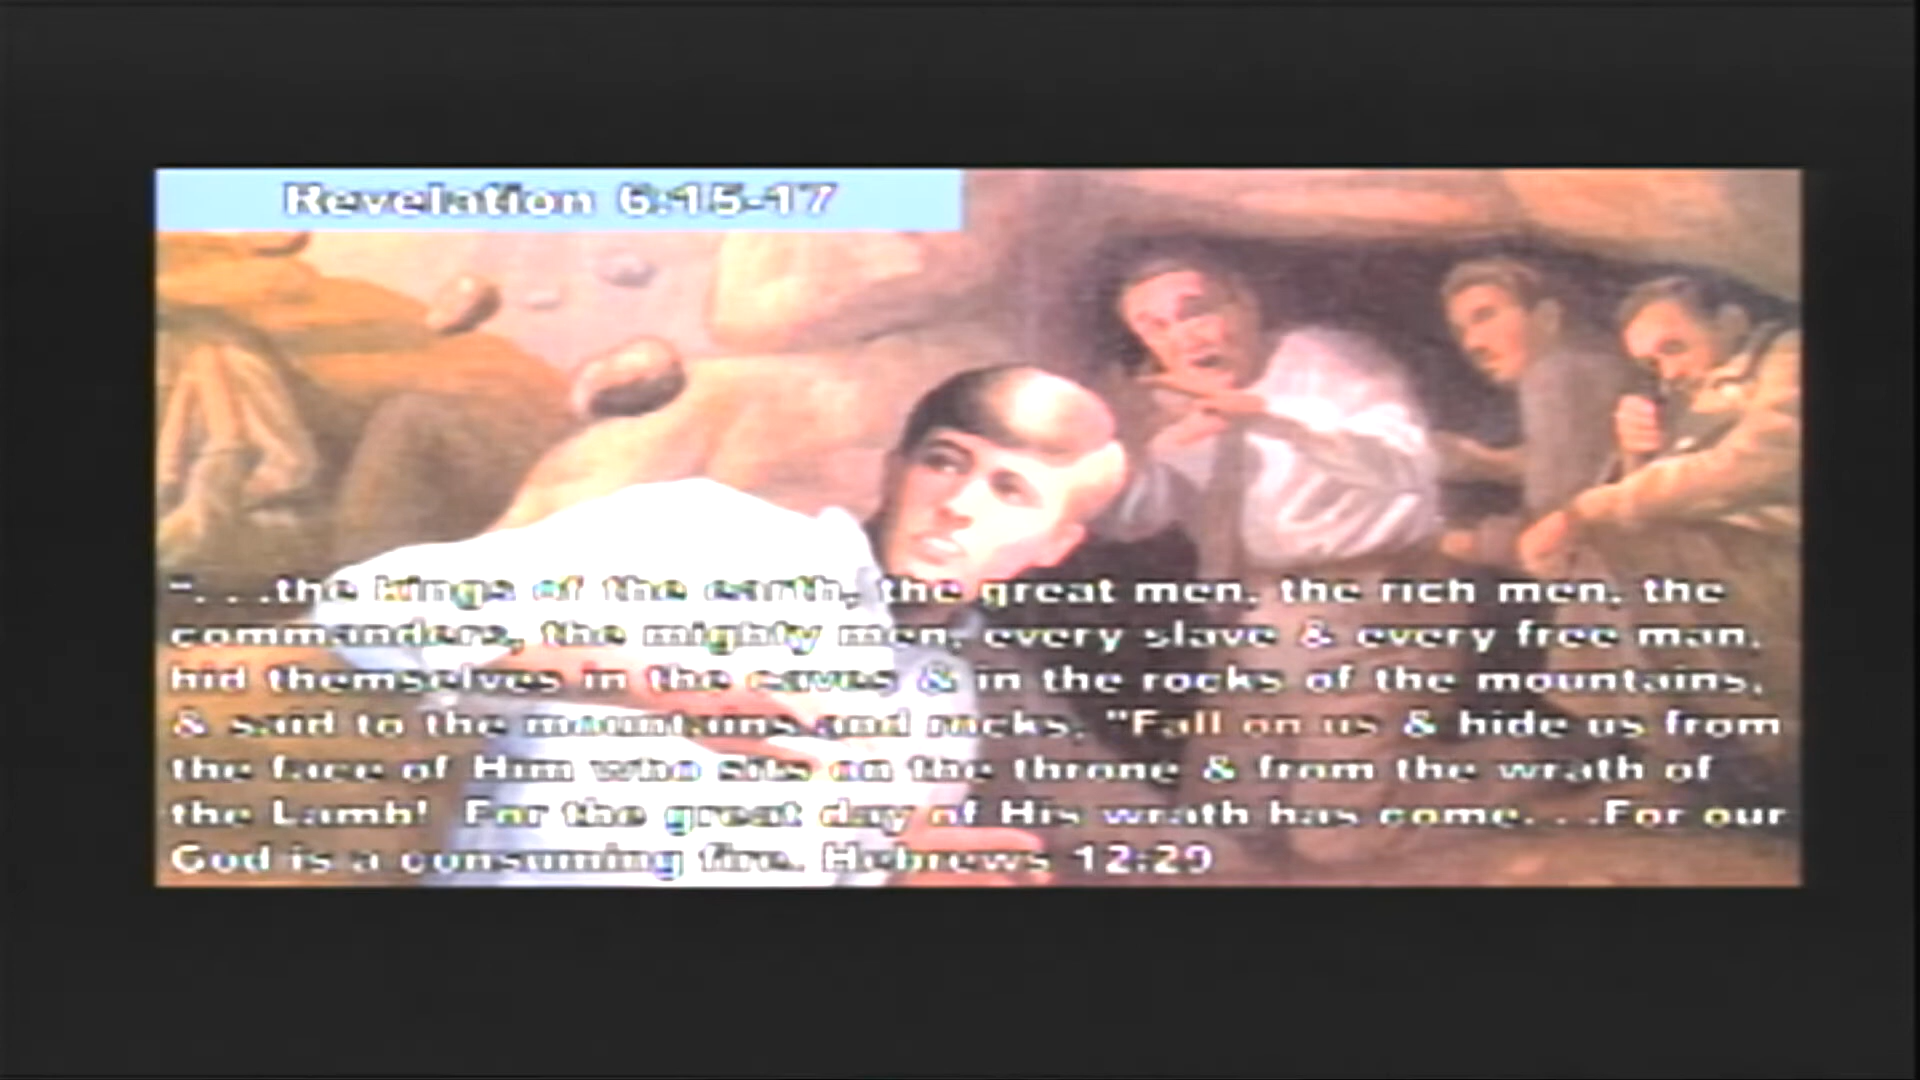 Revelation 6:15-17
". . .the kings of the earth, the great men, the rich men, the
commanders, the mighty men, every slave & every free man,
hid themselves in the caves & in the rocks of the mountains,
& said to the mountains and rocks, "Fall on us & hide us from
the face of Him who sits on the throne & from the wrath of
the Lamb! For the great day of His wrath has come. . .For our
God is a consuming fire. Hebrews 12:29